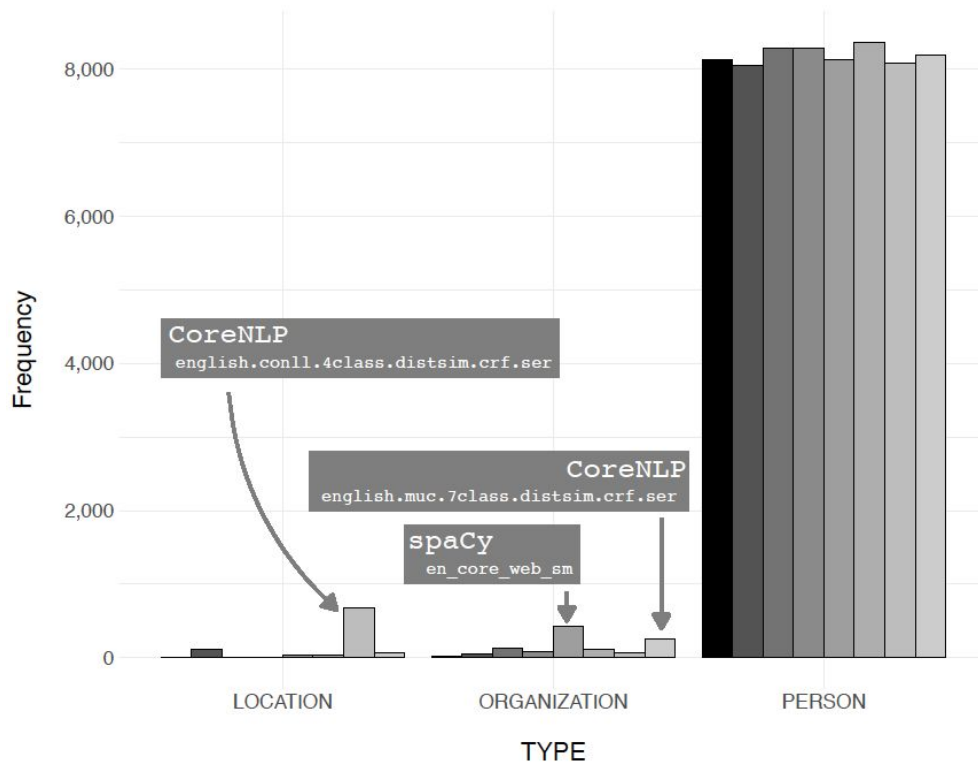 8,000
6,000
4,000
2,000
0
Frequency
CoreNLP
english.conll.4class.distsim.crf.ser
CoreNLP
english.muc.7class.distsim.crf.ser
spaCy
en_core_web_sm
LOCATION
ORGANIZATION
PERSON
TYPE